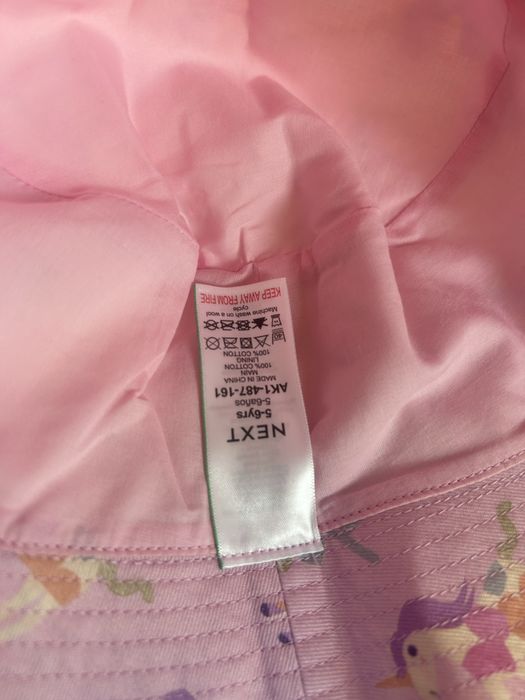 NEXT
5-6yrs
5-6años
AK1-487-161
MADE IN CHINA
MAIN
100% COTTON
LINING
100% COTTON
40
Machine wash on a wool
cycle
KEEP AWAY FROM FIRE